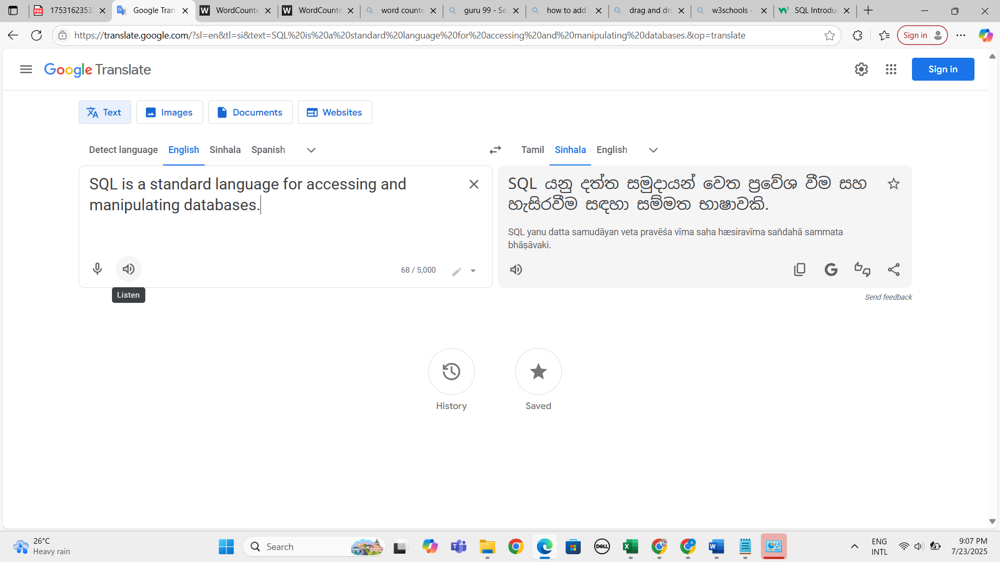 17531623535
Google Tran
WordCounte
WordCounte
word counte
guru 99 - Se
how to add
drag and dr
w3schools -
SQL Introdu
https://translate.google.com/?sl=en&tl=si&text=SQL%20is%20a%20standard%20language%20for%20accessing%20and%20manipulating%20databases.&op=translate
Sign in
Google Translate
Sign in
Text
Images
Documents
Websites
Detect language English Sinhala Spanish
Tamil Sinhala English
SQL is a standard language for accessing and
manipulating databases.
68 / 5,000
Listen
SQL යනු දත්ත සමුදායන් වෙත ප්‍රවේශ වීම සහ
හැසිරවීම සඳහා සම්මත භාෂාවකි.
SQL yanu datta samudāyan veta pravēśa vīma saha hæsiravīma san̆dahā sammata
bhāṣāvaki.
Send feedback
History
Saved
26°C
Heavy rain
Search
DELL
ENG
INTL
9:07 PM
7/23/2025